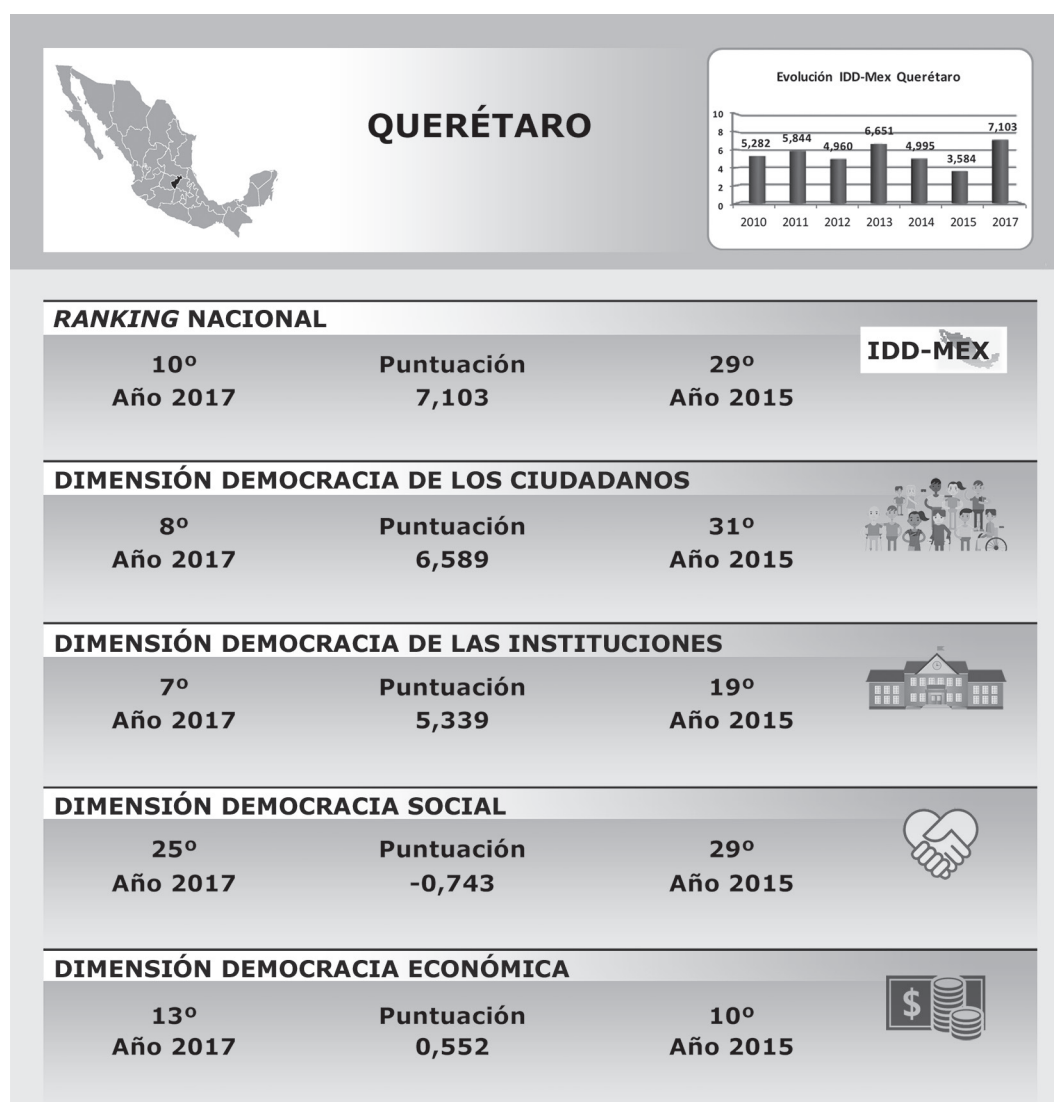 QUERÉTARO
Evolución IDD-Mex Querétaro
10
8
6
4
2
0
5,282
5,844
4,960
6,651
4,995
3,584
7,103
2010 2011 2012 2013 2014 2015 2017
RANKING NACIONAL
IDD-MEX
10º Puntuación 29º
Año 2017 7,103 Año 2015
DIMENSIÓN DEMOCRACIA DE LOS CIUDADANOS
8º Puntuación 31º
Año 2017 6,589 Año 2015
DIMENSIÓN DEMOCRACIA DE LAS INSTITUCIONES
7º Puntuación 19º
Año 2017 5,339 Año 2015
DIMENSIÓN DEMOCRACIA SOCIAL
25º Puntuación 29º
Año 2017 -0,743 Año 2015
DIMENSIÓN DEMOCRACIA ECONÓMICA
$
13º Puntuación 10º
Año 2017 0,552 Año 2015